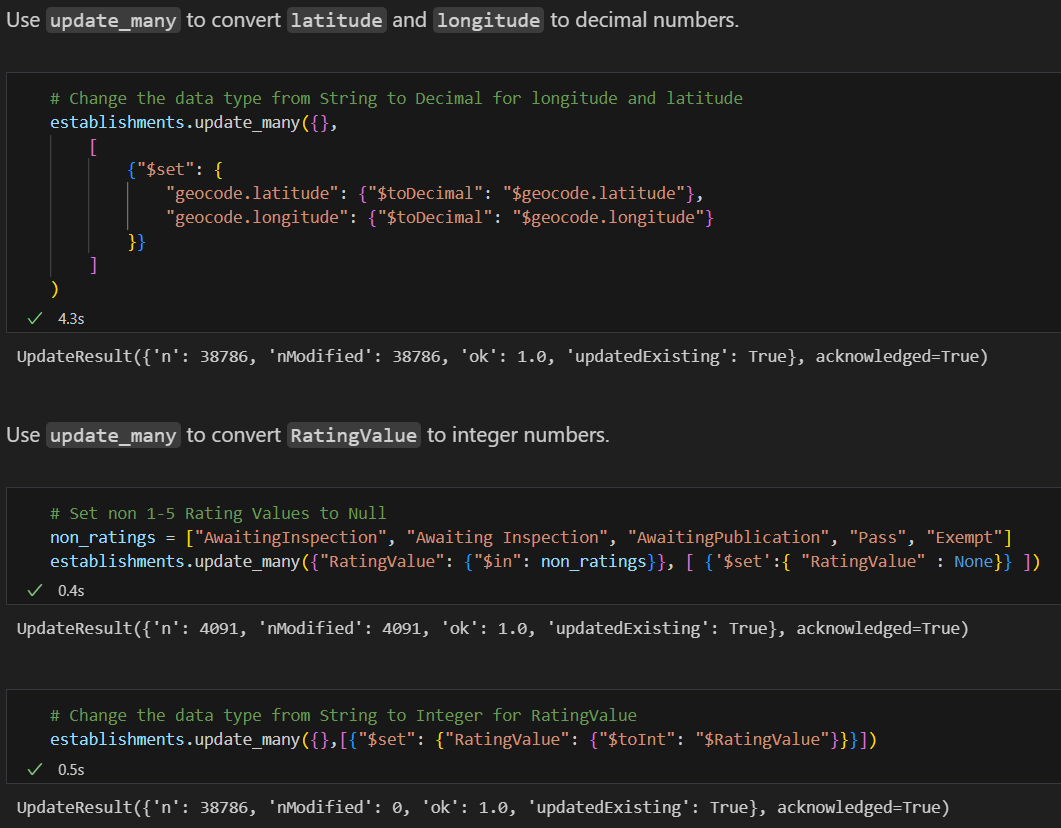 Use update_many to convert latitude and longitude to decimal numbers.
# Change the data type from String to Decimal for longitude and latitude
establishments.update_many({},
[
{"$set": {
"geocode.latitude": {"$toDecimal": "$geocode.latitude"},
"geocode.longitude": {"$toDecimal": "$geocode.longitude"}
}}
]
)
4.3s
UpdateResult({'n': 38786, 'nModified': 38786, 'ok': 1.0, 'updatedExisting': True}, acknowledged=True)
Use update_many to convert RatingValue to integer numbers.
# Set non 1-5 Rating Values to Null
non_ratings = ["AwaitingInspection", "Awaiting Inspection", "AwaitingPublication", "Pass", "Exempt"]
establishments.update_many({"RatingValue": {"$in": non_ratings}}, [ {'$set':{ "RatingValue" : None}} ])
0.4s
UpdateResult({'n': 4091, 'nModified': 4091, 'ok': 1.0, 'updatedExisting': True}, acknowledged=True)
# Change the data type from String to Integer for RatingValue
establishments.update_many({},[{"$set": {"RatingValue": {"$toInt": "$RatingValue"}}}])
0.5s
UpdateResult({'n': 38786, 'nModified': 0, 'ok': 1.0, 'updatedExisting': True}, acknowledged=True)